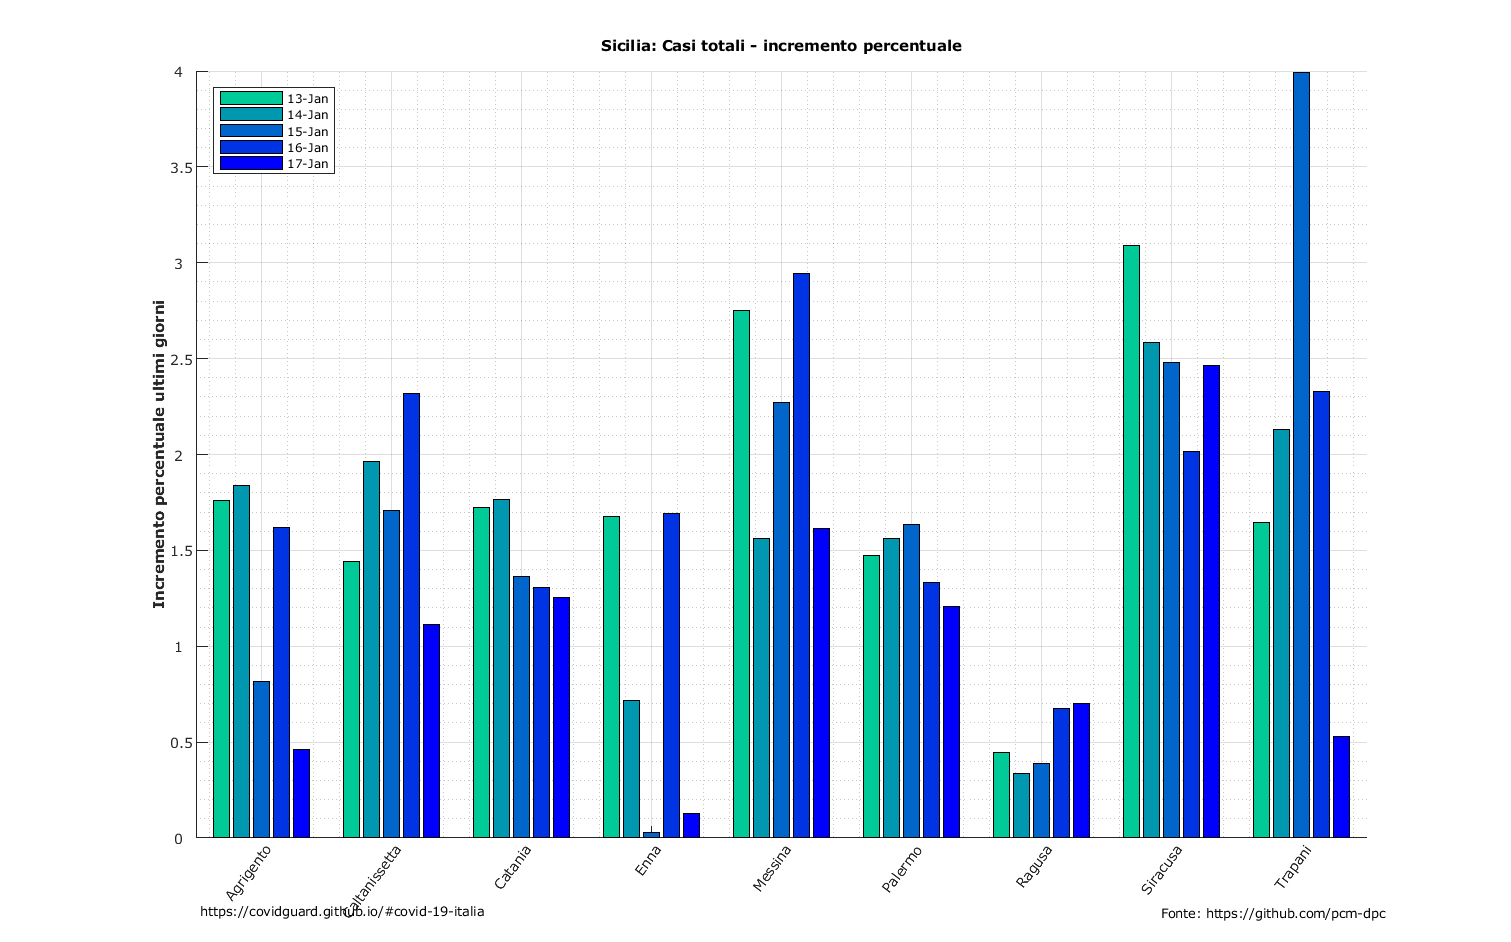 Sicilia: Casi totali - incremento percentuale
4
3.5
3
2.5
2
1.5
1
0.5
0
Incremento percentuale ultimi giorni
13-Jan
14-Jan
15-Jan
16-Jan
17-Jan
Agrigento
Caltanissetta
Catania
Enna
Messina
Palermo
Ragusa
Siracusa
Trapani
https://covidguard.github.io/#covid-19-italia
Fonte: https://github.com/pcm-dpc